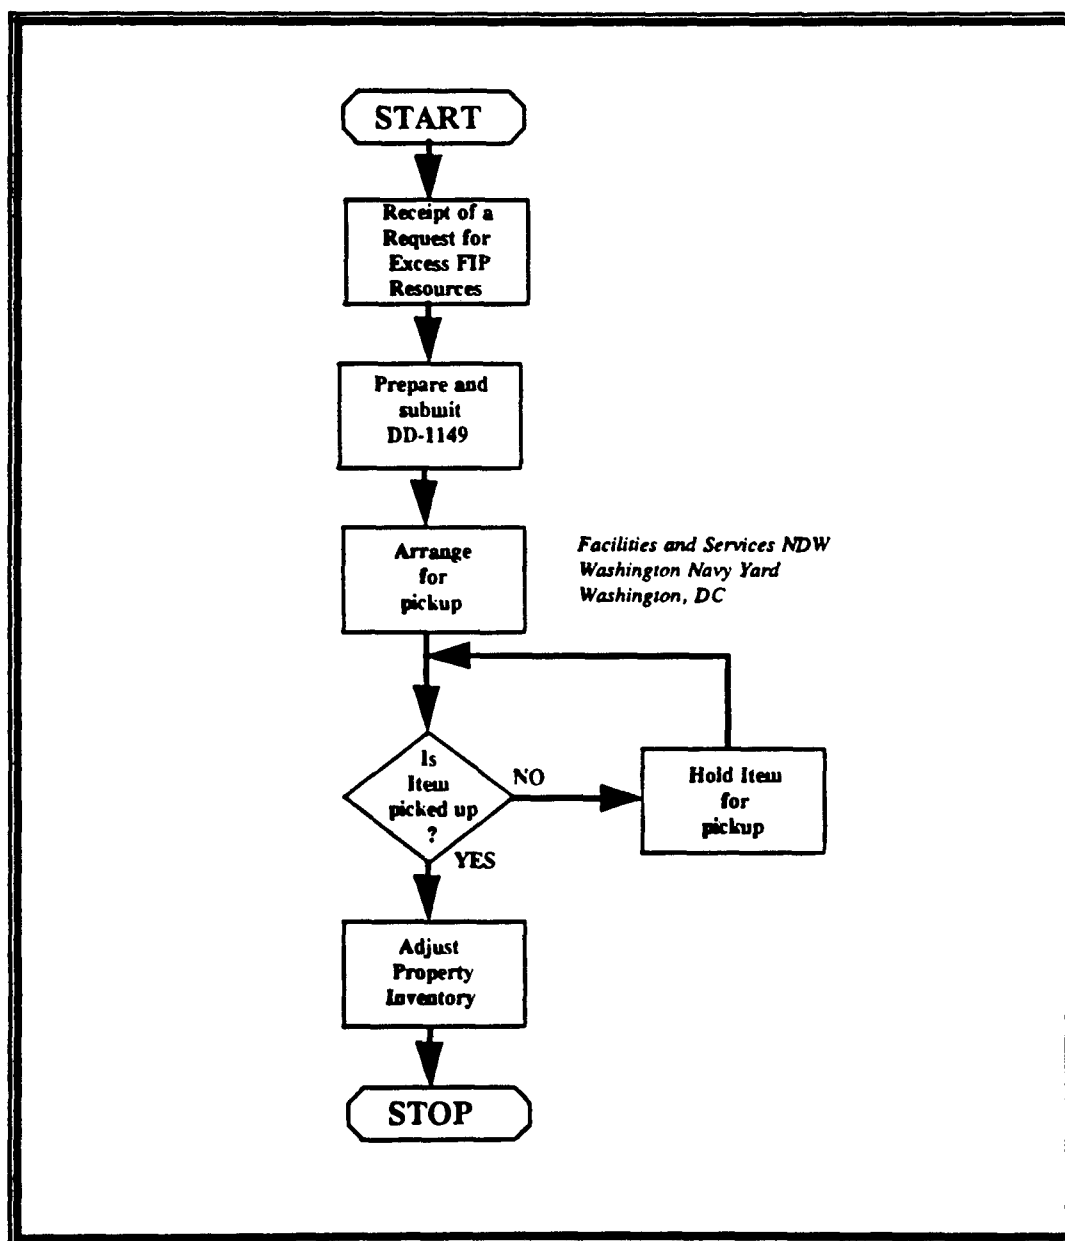 START
Receipt of a
Request for
Excess FIP
Resources
Prepare and
submit
DD-1149
Arrange
for
pickup
Facilities and Services NDW
Washington Navy Yard
Washington, DC
Is
Item
picked up
?
NO
Hold Item
for
pickup
YES
Adjust
Property
Inventory
STOP